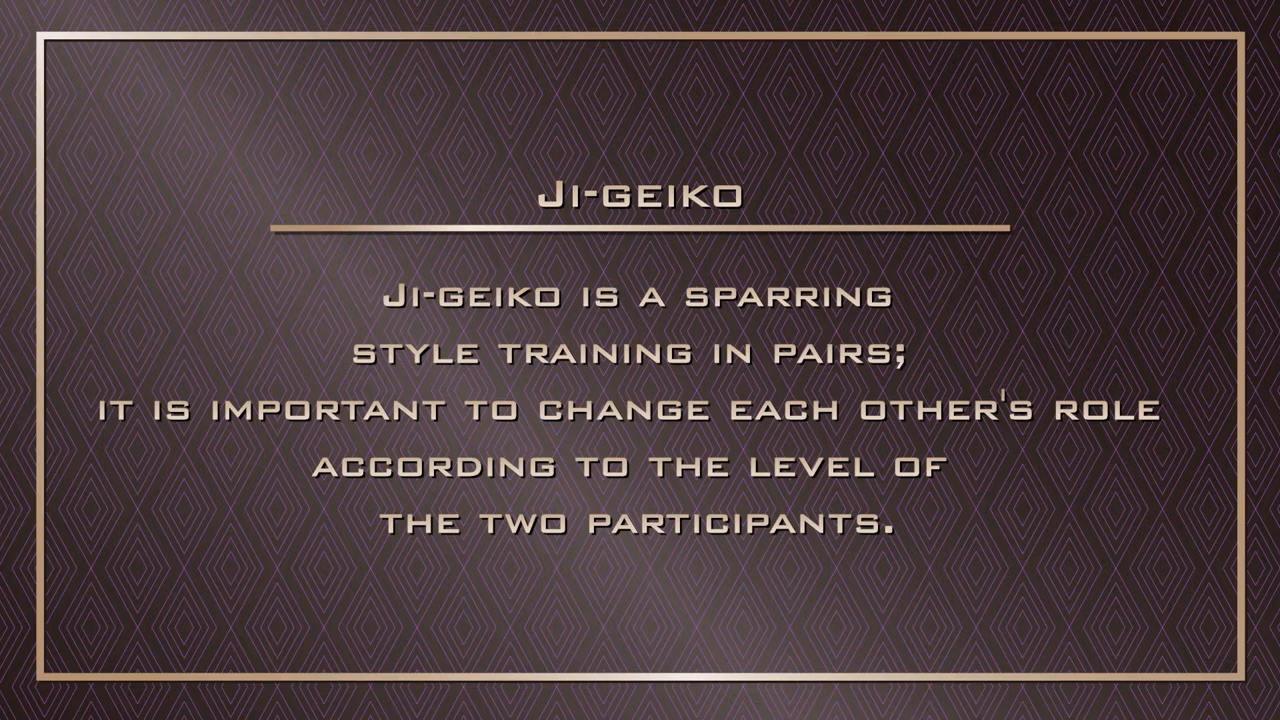 Ji-geiko
Ji-geiko is a sparring
style training in pairs;
it is important to change each other's role
according to the level of
the two participants.